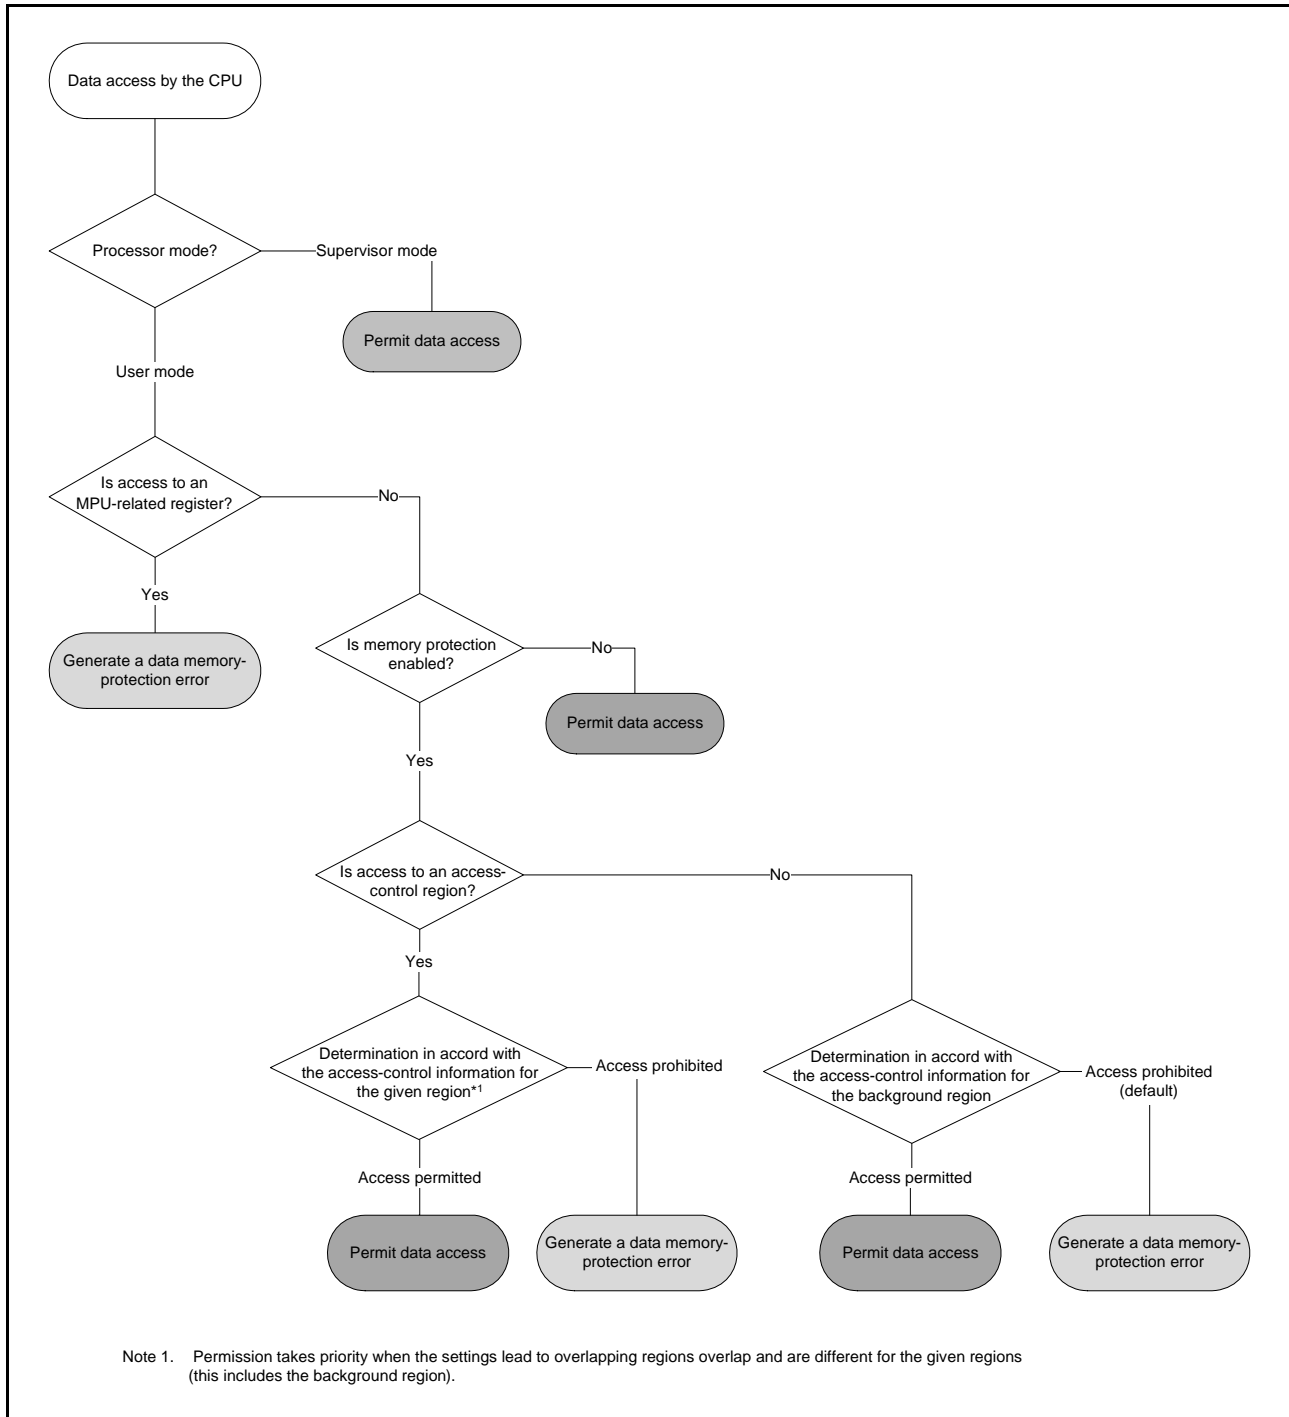 Data access by the CPU
Processor mode?
Supervisor mode
Permit data access
User mode
Is access to an
MPU-related register?
No
Yes
Generate a data memory-
protection error
Is memory protection
enabled?
No
Permit data access
Yes
Is access to an access-
control region?
No
Yes
Determination in accord with
the access-control information for
the given region*1
Access prohibited
Determination in accord with
the access-control information for
the background region
Access prohibited
(default)
Access permitted
Access permitted
Permit data access
Generate a data memory-
protection error
Permit data access
Generate a data memory-
protection error
Note 1. Permission takes priority when the settings lead to overlapping regions overlap and are different for the given regions
(this includes the background region).